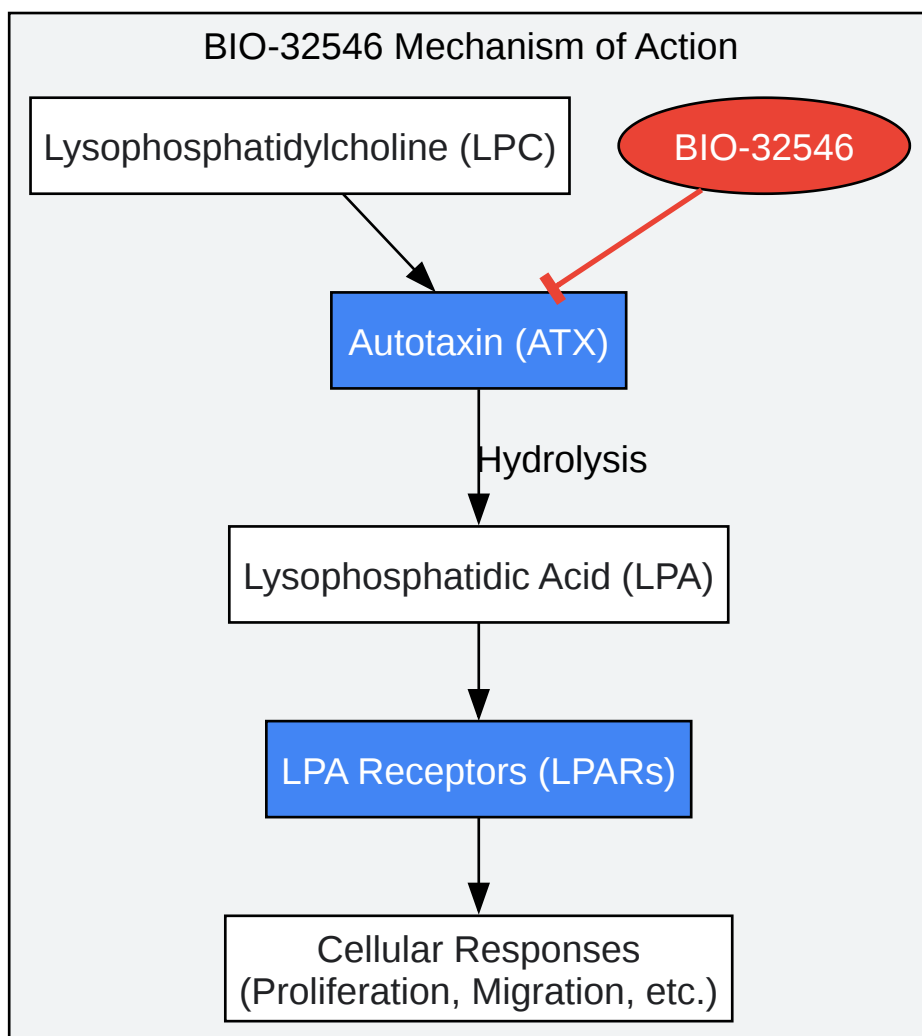 BIO-32546 Mechanism of Action
Lysophosphatidylcholine (LPC)
BIO-32546
Autotaxin (ATX)
Hydrolysis
Lysophosphatidic Acid (LPA)
LPA Receptors (LPARs)
Cellular Responses
(Proliferation, Migration, etc.)